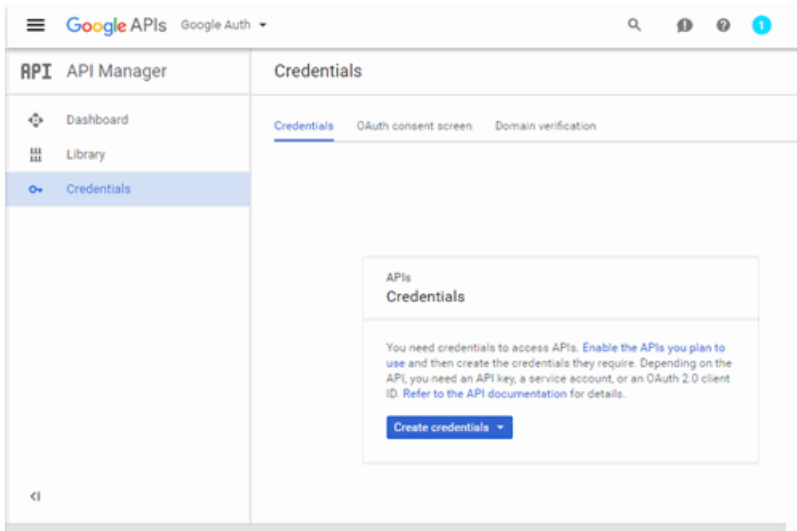 Google APIs Google Auth
1
API API Manager
Credentials
Dashboard
Library
Credentials
Credentials OAuth consent screen Domain verification
APIs
Credentials
You need credentials to access APIs. Enable the APIs you plan to
use and then create the credentials they require. Depending on the
API, you need an API key, a service account, or an OAuth 2.0 client
ID. Refer to the API documentation for details.
Create credentials